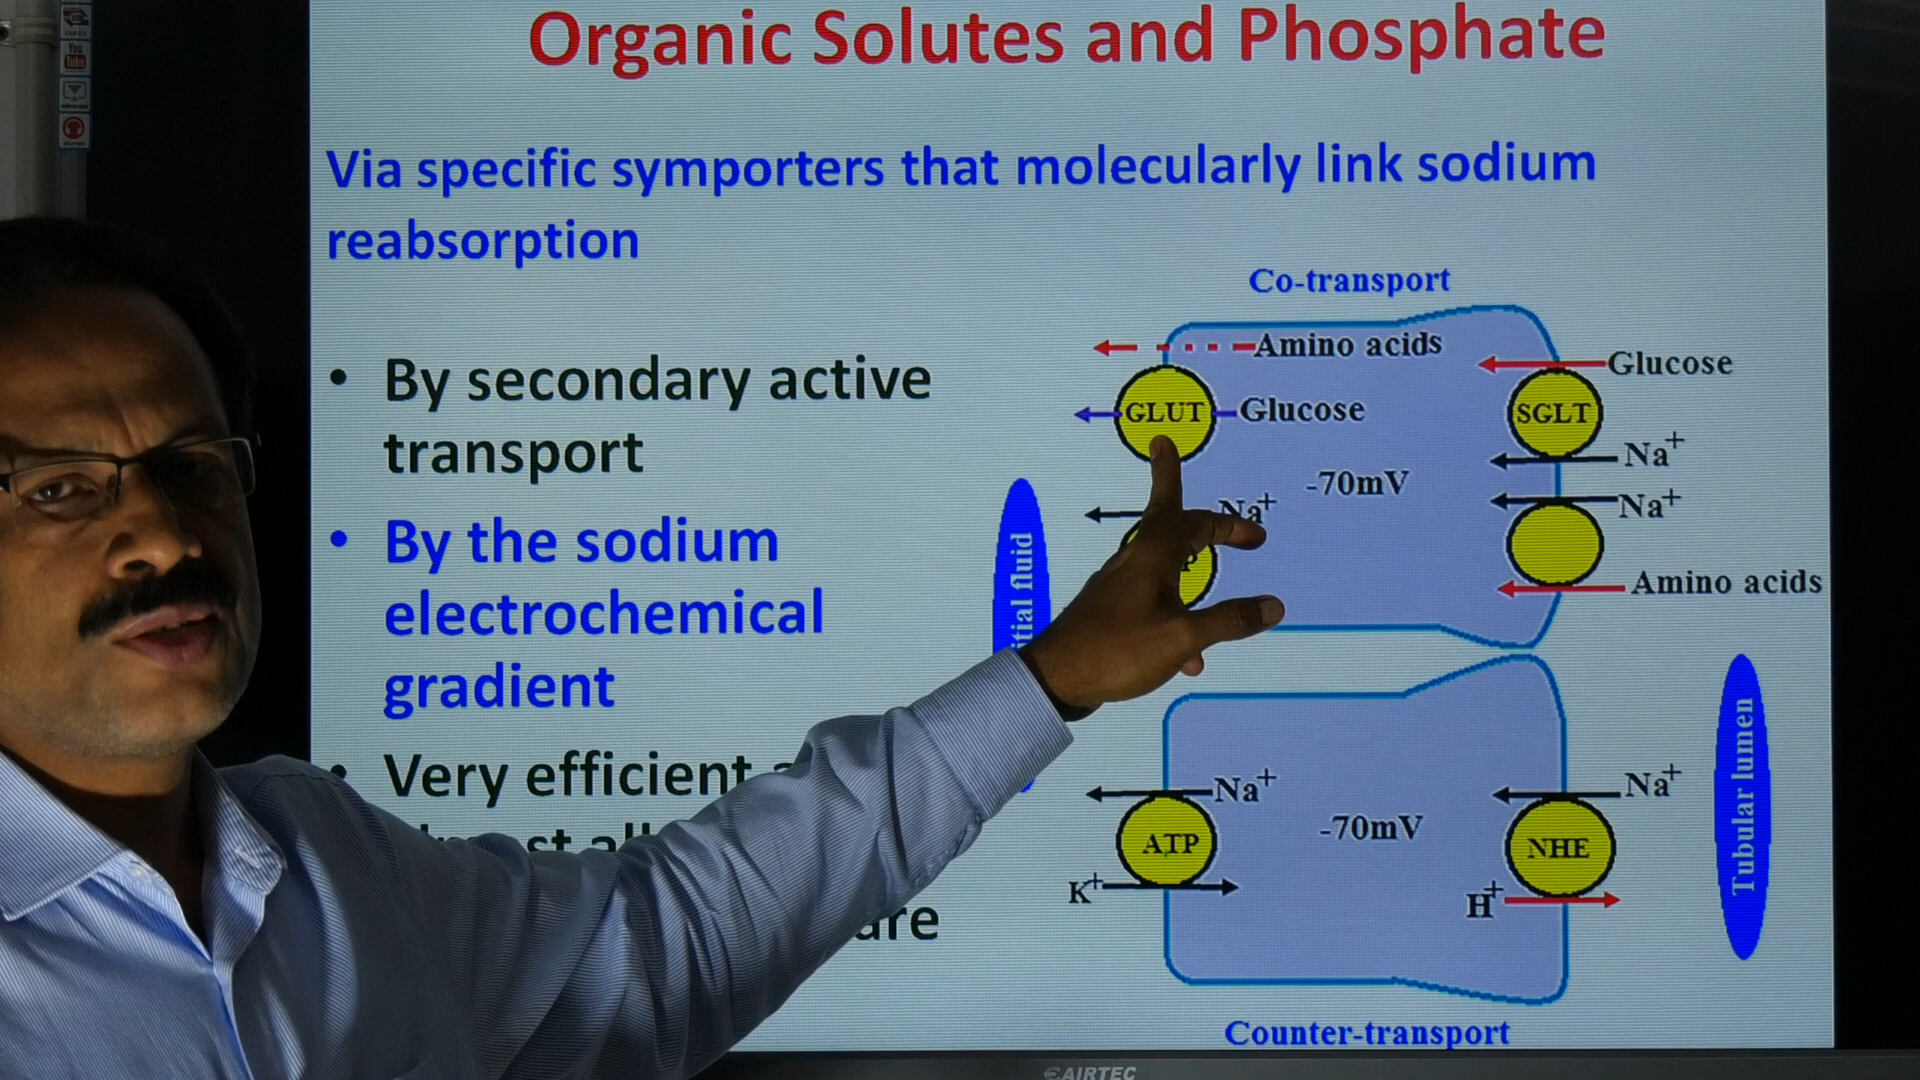 Organic Solutes and Phosphate
Via specific symporters that molecularly link sodium
reabsorption
• By secondary active
transport
• By the sodium
electrochemical
gradient
• Very efficient
Co-transport
Amino acids
Glucose
GLUT
Glucose
SGLT
-70mV
Na+
Na+
Na+
Amino acids
Na+
Na+
-70mV
ATP
NHE
K+
H+
Tubular lumen
Counter-transport
AIRTEC
You
Tube